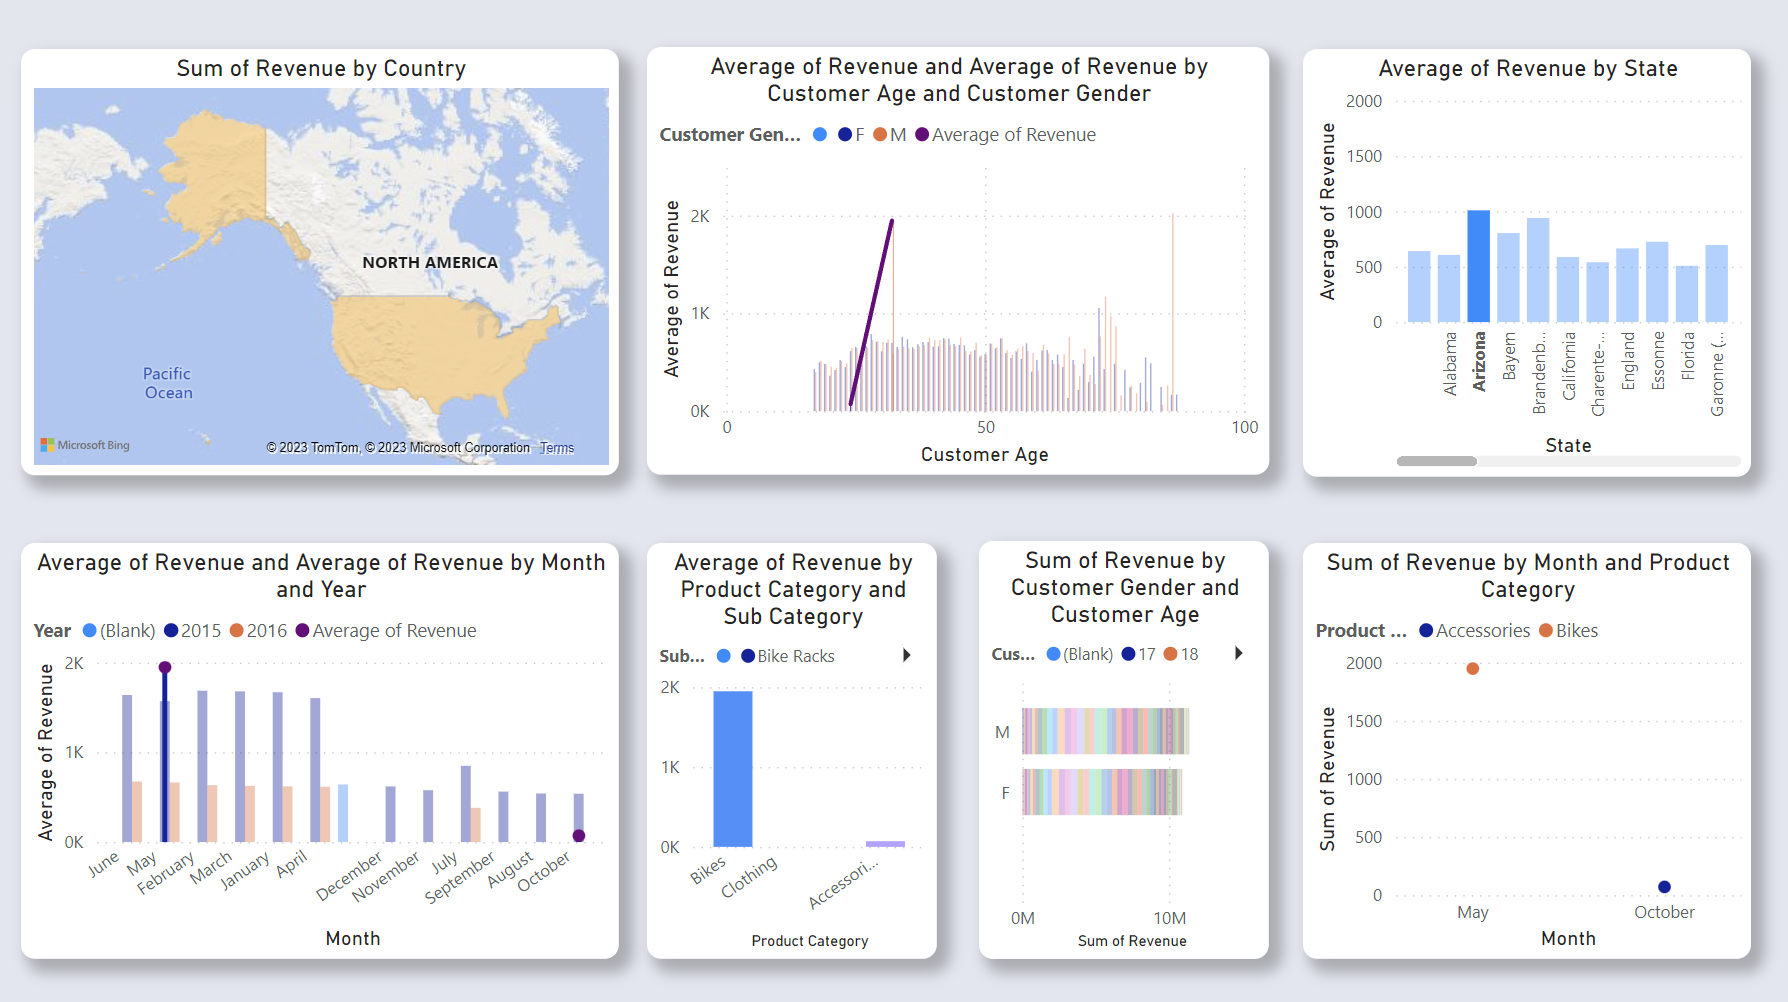 Sum of Revenue by Country
NORTH AMERICA
Pacific
Ocean
Microsoft Bing
© 2023 TomTom, © 2023 Microsoft Corporation Terms
Average of Revenue and Average of Revenue by
Customer Age and Customer Gender
Customer Gen... F M Average of Revenue
Average of Revenue
2K
1K
0K
0 50 100
Customer Age
Average of Revenue by State
Average of Revenue
2000
1500
1000
500
0
Alabama
Arizona
Bayern
Brandenb...
California
Charente-...
England
Essonne
Florida
Garonne (...
State
Average of Revenue and Average of Revenue by Month
and Year
Year (Blank) 2015 2016 Average of Revenue
Average of Revenue
2K
1K
0K
June
May
February
March
January
April
December
November
July
September
August
October
Month
Average of Revenue by
Product Category and
Sub Category
Sub... Bike Racks
2K
1K
0K
Bikes
Clothing
Accessori...
Product Category
Sum of Revenue by
Customer Gender and
Customer Age
Cus... (Blank) 17 18
M
F
0M 10M
Sum of Revenue
Sum of Revenue by Month and Product
Category
Product ... Accessories Bikes
Sum of Revenue
2000
1500
1000
500
0
May October
Month